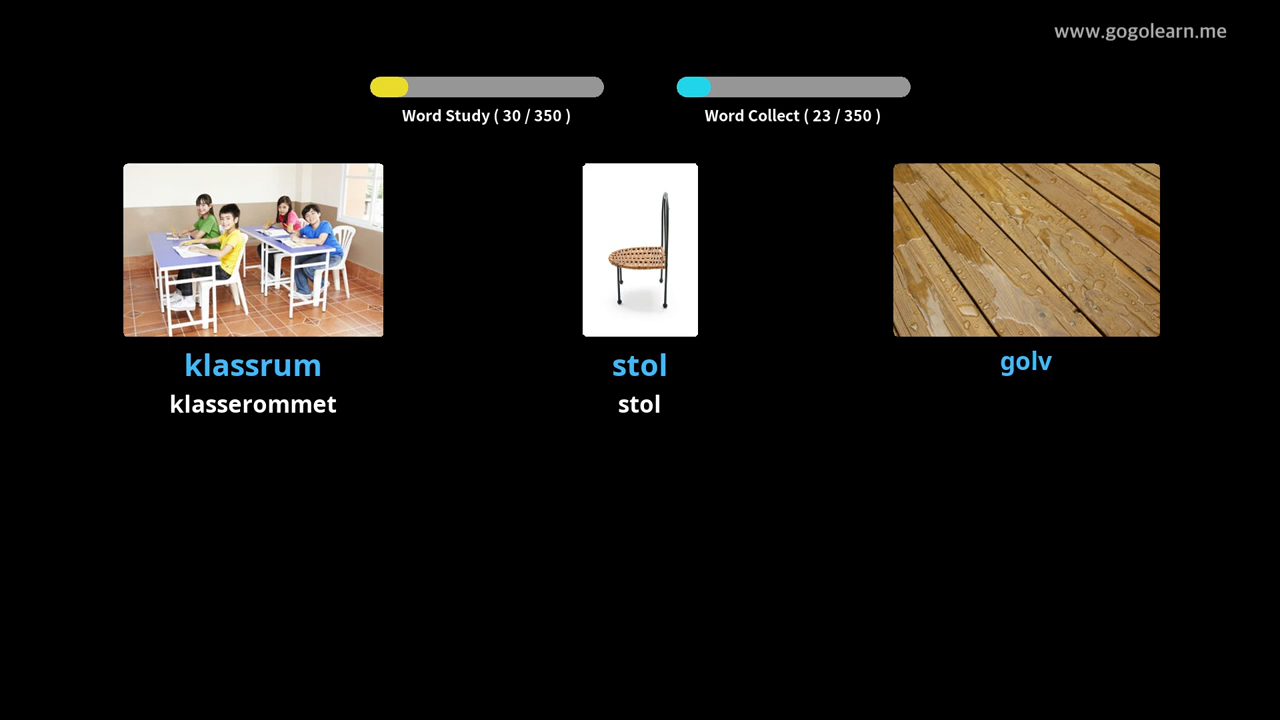 www.gogolearn.me
Word Study ( 30 / 350 )
Word Collect ( 23 / 350 )
klassrum
klasserommet
stol
stol
golv